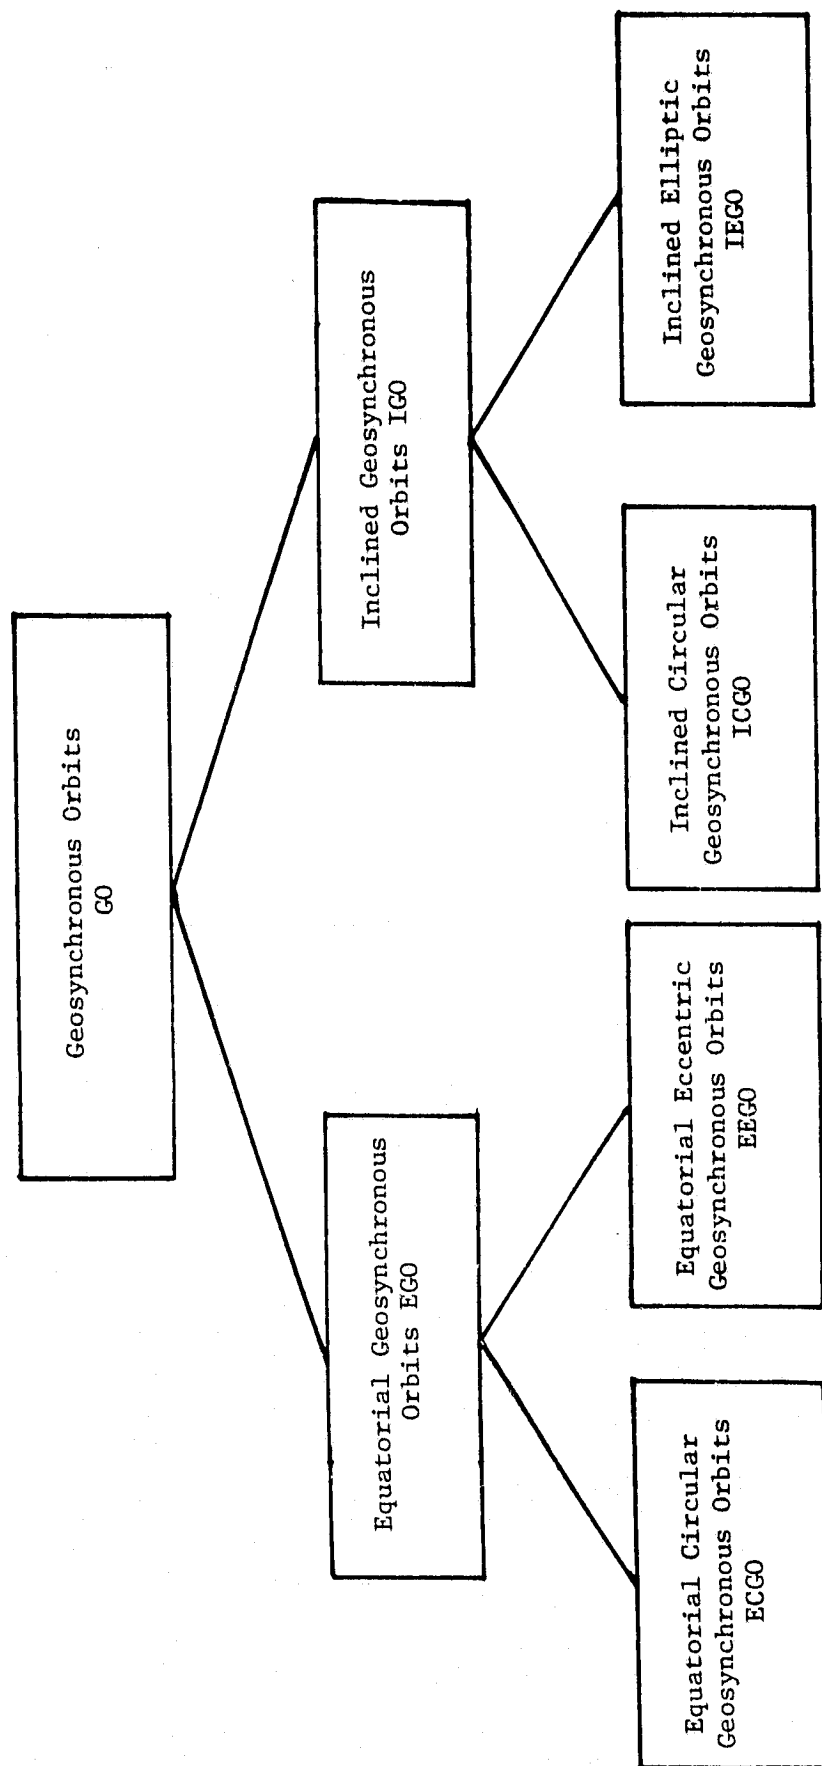 Geosynchronous Orbits
GO
Equatorial Geosynchronous
Orbits EGO
Inclined Geosynchronous
Orbits IGO
Equatorial Circular
Geosynchronous Orbits
ECGO
Equatorial Eccentric
Geosynchronous Orbits
EEGO
Inclined Circular
Geosynchronous Orbits
ICGO
Inclined Elliptic
Geosynchronous Orbits
IEGO